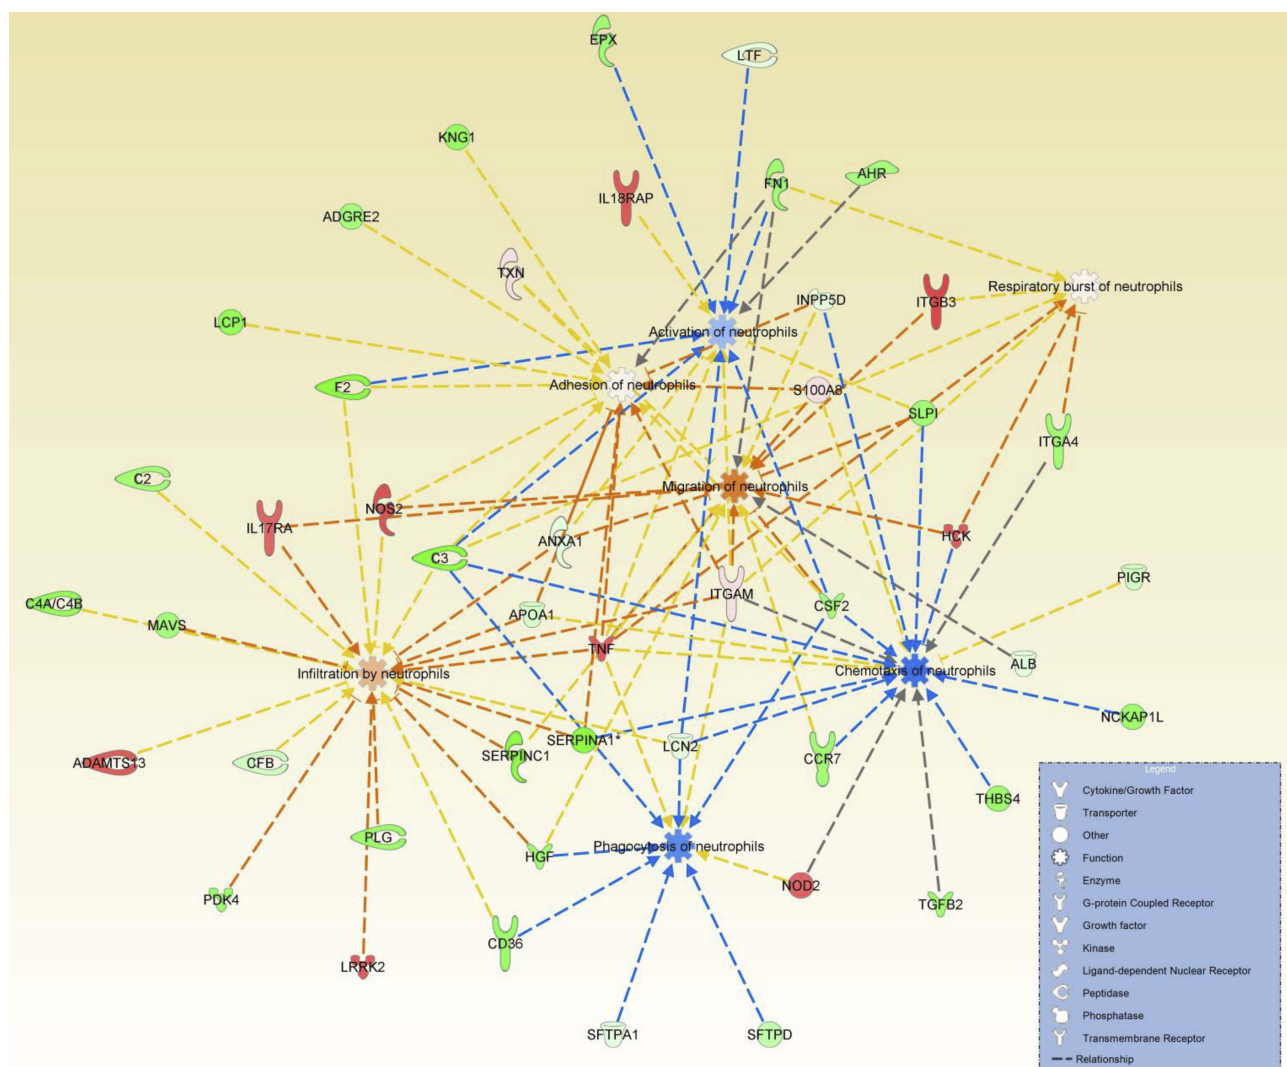 EPX
LTF
KNG1
IL18RAP
FN1
AHR
ADGRE2
TXN
Respiratory burst of neutrophils
INPP5D
ITGB3
LCP1
Activation of neutrophils
F2
Adhesion of neutrophils
S100A8
SLPI
ITGA4
C2
Migration of neutrophils
NOS2
IL17RA
ANXA1
HCK
C3
PIGR
ITGAM
C4A/C4B
CSF2
APOA1
MAVS
TNF
ALB
Infiltration by neutrophils
Chemotaxis of neutrophils
NCKAP1L
SERPINA1*
LCN2
SERPINC1
CCR7
ADAMTS13
CFB
THBS4
PLG
HGF
Phagocytosis of neutrophils
NOD2
PDK4
TGFB2
CD36
LRRK2
SFTPA1
SFTPD
Legend
Cytokine/Growth Factor
Transporter
Other
Function
Enzyme
G-protein Coupled Receptor
Growth factor
Kinase
Ligand-dependent Nuclear Receptor
Peptidase
Phosphatase
Transmembrane Receptor
Relationship